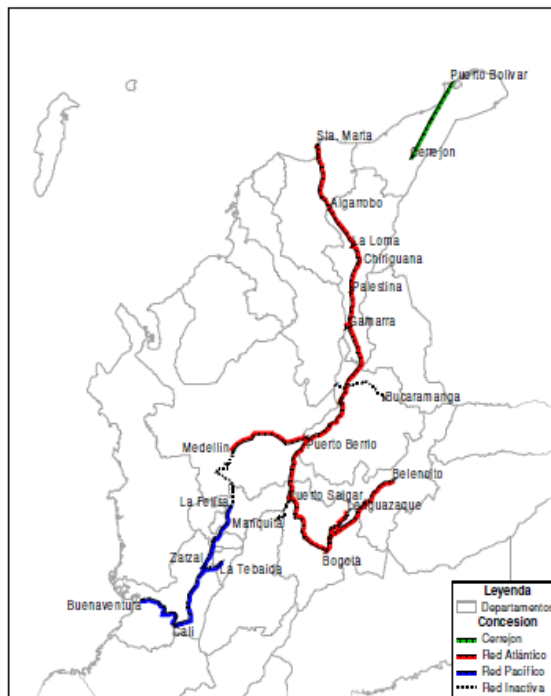 Puerto Bolivar
Sta. Marta
Cerrejon
Algarrobo
La Loma
Chiriguana
Palestina
Gamarra
Bucaramanga
Medellin
Puerto Berrio
Belencito
La Felisa
Puerto Salgar
Lenguazaque
Mariquita
Zarzal
La Tebaida
Bogotá
Buenaventura
Cali
Leyenda
Departamentos
Concesion
Cerrejon
Red Atlántico
Red Pacífico
Red Inactiva